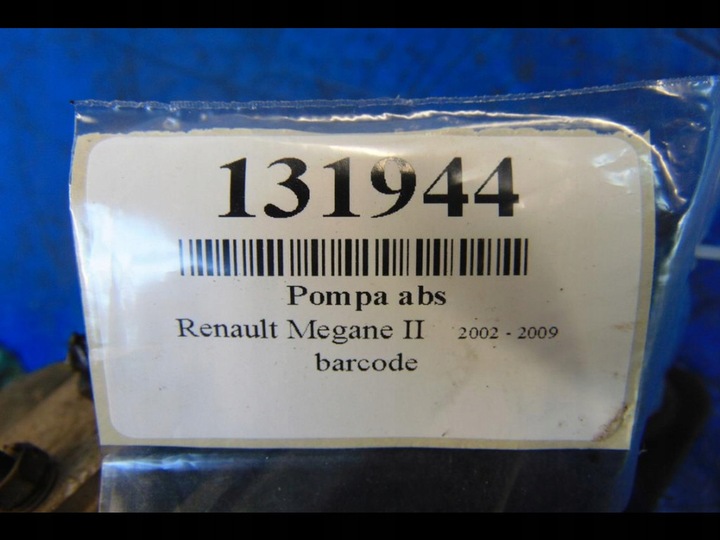 131944
Pompa abs
Renault Megane II 2002 - 2009
barcode